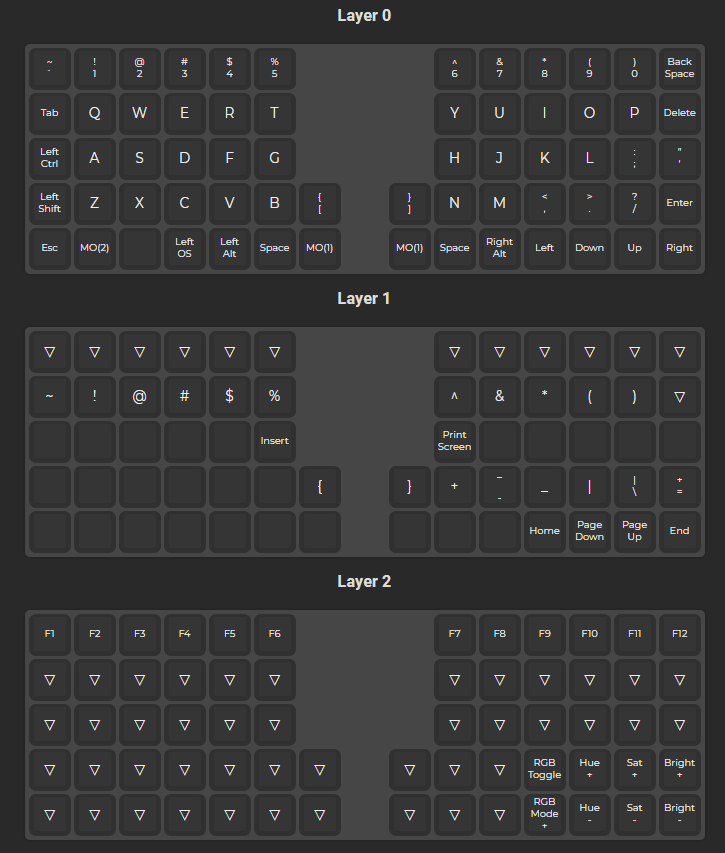 Layer 0
~ ! @ # $ % ^ & * ( ) Back
` 1 2 3 4 5 6 7 8 9 0 Space
Tab Q W E R T Y U I O P Delete
Left : "
Ctrl A S D F G H J K L ; '
Left { } < > ?
Shift Z X C V B [ ] N M , . / Enter
Esc MO(2) Left OS Left Alt Space MO(1) MO(1) Space Right Alt Left Down Up Right
Layer 1
▽ ▽ ▽ ▽ ▽ ▽ ▽ ▽ ▽ ▽ ▽ ▽
~ ! @ # $ % ^ & * ( ) ▽
Insert Print
Screen
{ } + _ - _ | | \ + =
Home Page Down Page Up End
Layer 2
F1 F2 F3 F4 F5 F6 F7 F8 F9 F10 F11 F12
▽ ▽ ▽ ▽ ▽ ▽ ▽ ▽ ▽ ▽ ▽ ▽
▽ ▽ ▽ ▽ ▽ ▽ ▽ ▽ ▽ ▽ ▽ ▽
▽ ▽ ▽ ▽ ▽ ▽ ▽ ▽ ▽ ▽ RGB Toggle Hue + Sat + Bright +
▽ ▽ ▽ ▽ ▽ ▽ ▽ ▽ ▽ ▽ RGB Mode + Hue - Sat - Bright -